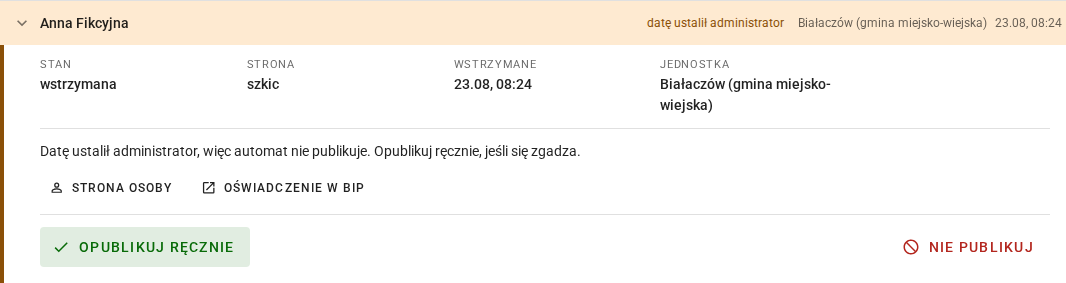 Anna Fikcyjna datę ustalił administrator Białaczów (gmina miejsko-wiejska) 23.08, 08:24
STAN STRONA WSTRZYMANE JEDNOSTKA
wstrzymana szkic 23.08, 08:24 Białaczów (gmina miejsko-
wiejska)
Datę ustalił administrator, więc automat nie publikuje. Opublikuj ręcznie, jeśli się zgadza.
STRONA OSOBY OŚWIADCZENIE W BIP
OPUBLIKUJ RĘCZNIE NIE PUBLIKUJ